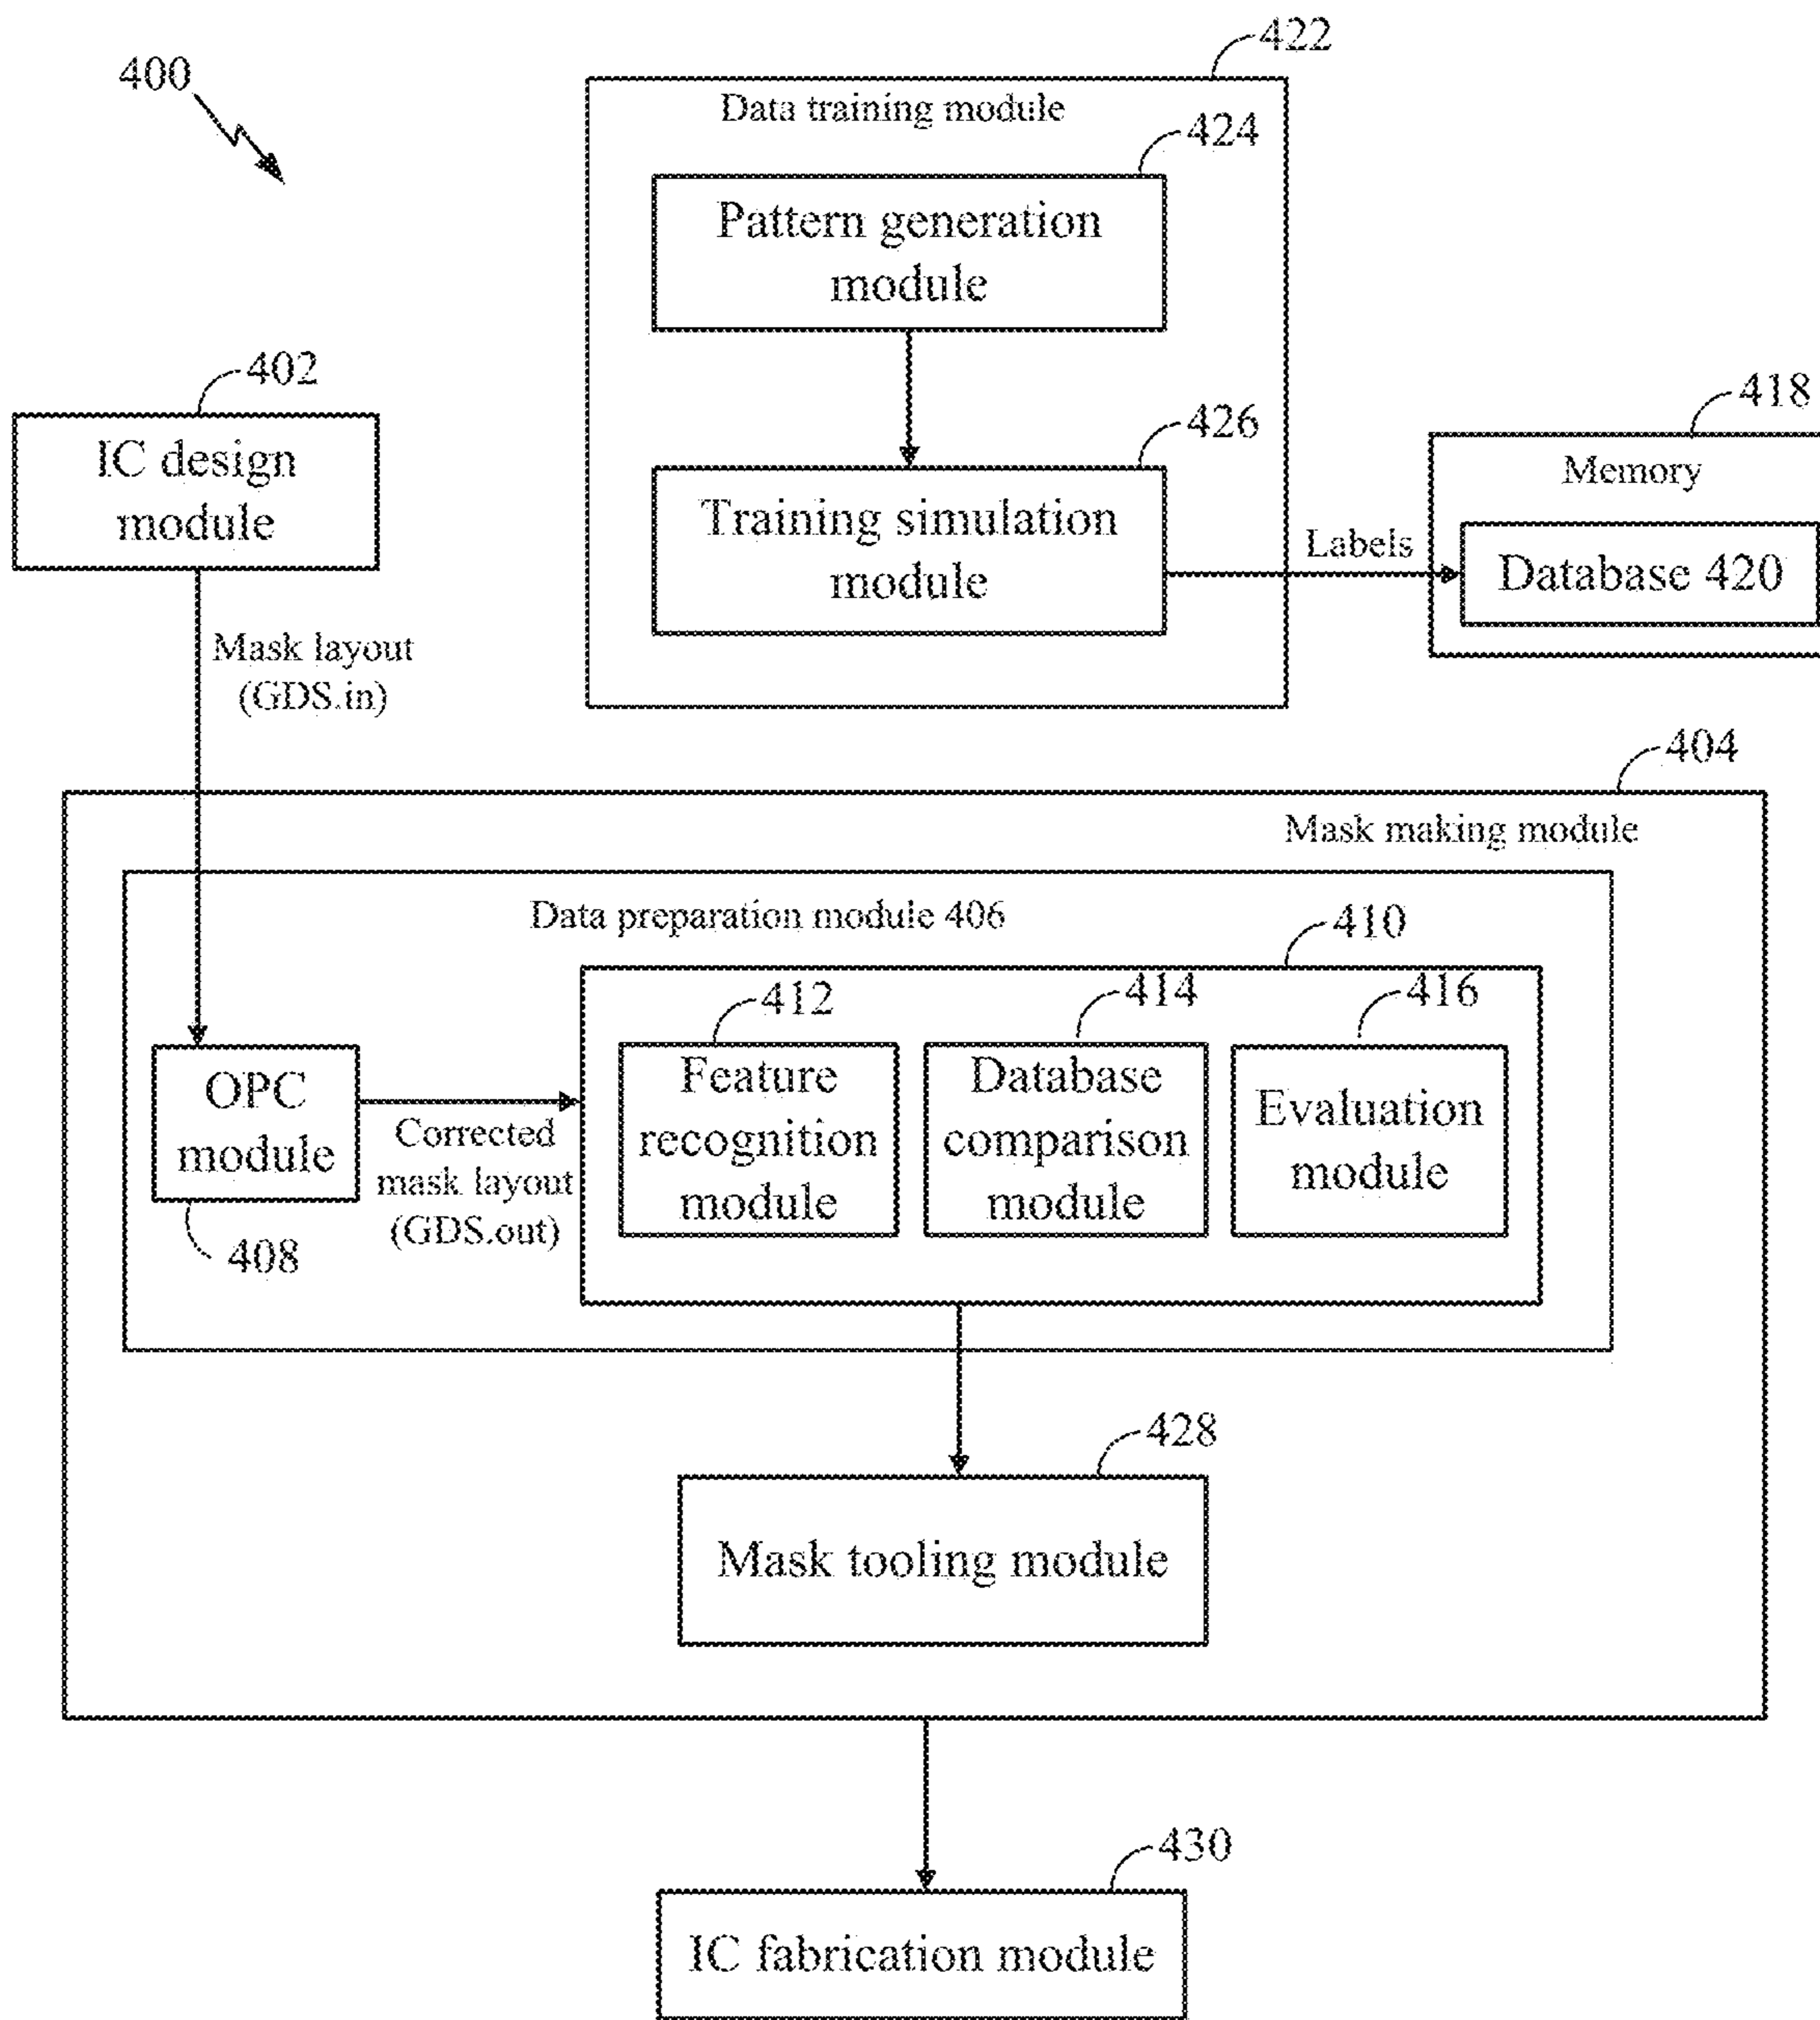 400
422
Data training module
424
Pattern generation
module
402
IC design
module
426
Training simulation
module
418
Memory
Labels
Database 420
Mask layout
(GDS.in)
404
Mask making module
Data preparation module 406
410
412
Feature
recognition
module
414
Database
comparison
module
416
Evaluation
module
OPC
module
408
Corrected
mask layout
(GDS.out)
428
Mask tooling module
430
IC fabrication module